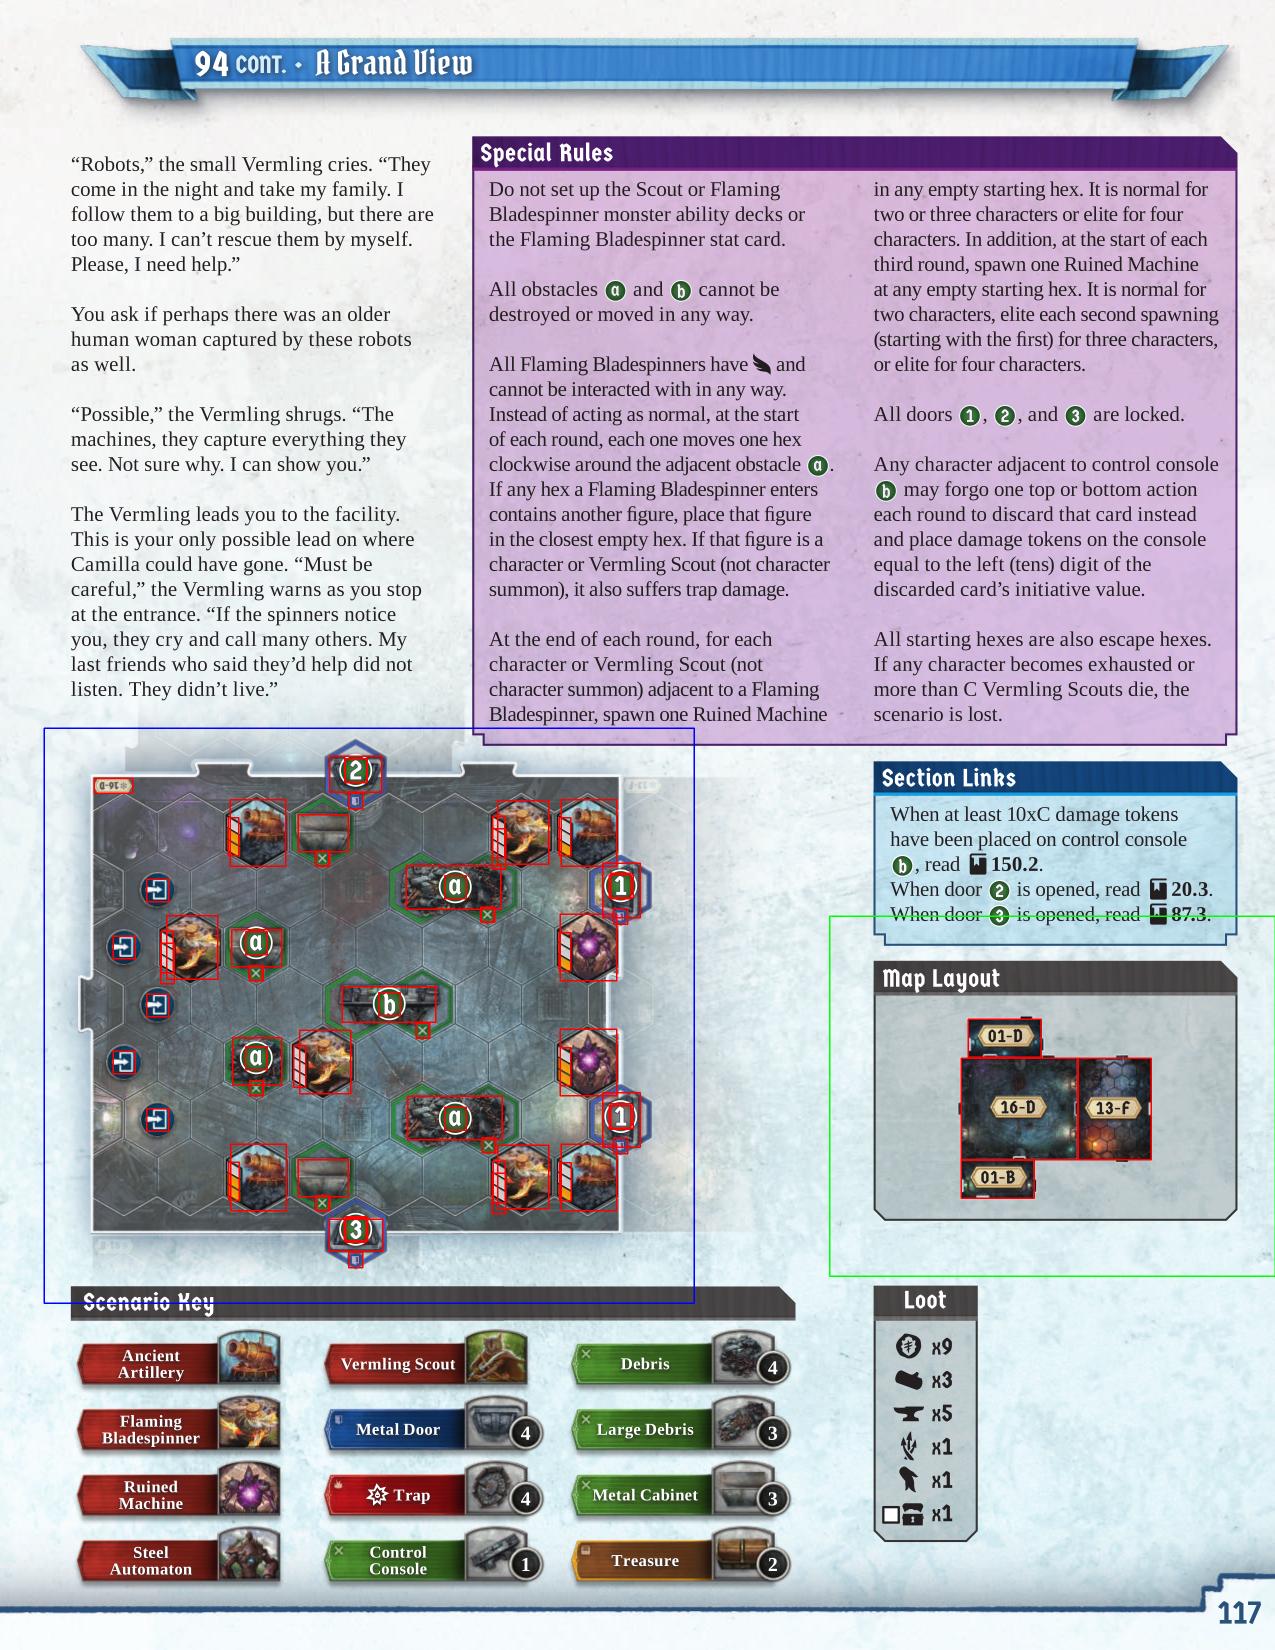 94 CONT. • A Grand View
“Robots,” the small Vermling cries. “They
come in the night and take my family. I
follow them to a big building, but there are
too many. I can’t rescue them by myself.
Please, I need help.”
You ask if perhaps there was an older
human woman captured by these robots
as well.
“Possible,” the Vermling shrugs. “The
machines, they capture everything they
see. Not sure why. I can show you.”
The Vermling leads you to the facility.
This is your only possible lead on where
Camilla could have gone. “Must be
careful,” the Vermling warns as you stop
at the entrance. “If the spinners notice
you, they cry and call many others. My
last friends who said they’d help did not
listen. They didn’t live.”
Special Rules
Do not set up the Scout or Flaming
Bladespinner monster ability decks or
the Flaming Bladespinner stat card.
All obstacles a and b cannot be
destroyed or moved in any way.
All Flaming Bladespinners have and
cannot be interacted with in any way.
Instead of acting as normal, at the start
of each round, each one moves one hex
clockwise around the adjacent obstacle a.
If any hex a Flaming Bladespinner enters
contains another figure, place that figure
in the closest empty hex. If that figure is a
character or Vermling Scout (not character
summon), it also suffers trap damage.
At the end of each round, for each
character or Vermling Scout (not
character summon) adjacent to a Flaming
Bladespinner, spawn one Ruined Machine
in any empty starting hex. It is normal for
two or three characters or elite for four
characters. In addition, at the start of each
third round, spawn one Ruined Machine
at any empty starting hex. It is normal for
two characters, elite each second spawning
(starting with the first) for three characters,
or elite for four characters.
All doors 1, 2, and 3 are locked.
Any character adjacent to control console
b may forgo one top or bottom action
each round to discard that card instead
and place damage tokens on the console
equal to the left (tens) digit of the
discarded card’s initiative value.
All starting hexes are also escape hexes.
If any character becomes exhausted or
more than C Vermling Scouts die, the
scenario is lost.
Section Links
When at least 10xC damage tokens
have been placed on control console
b, read 150.2.
When door 2 is opened, read 20.3.
When door 3 is opened, read 87.3.
16-D
2
a
1
a
b
a
a
1
3
Map Layout
01-D
16-D
13-F
01-B
Scenario Key
Ancient
Artillery
Vermling Scout
Debris
4
Flaming
Bladespinner
Metal Door
4
Large Debris
3
Ruined
Machine
Trap
4
Metal Cabinet
3
Steel
Automaton
Control
Console
1
Treasure
2
Loot
x9
x3
x5
x1
x1
x1
117